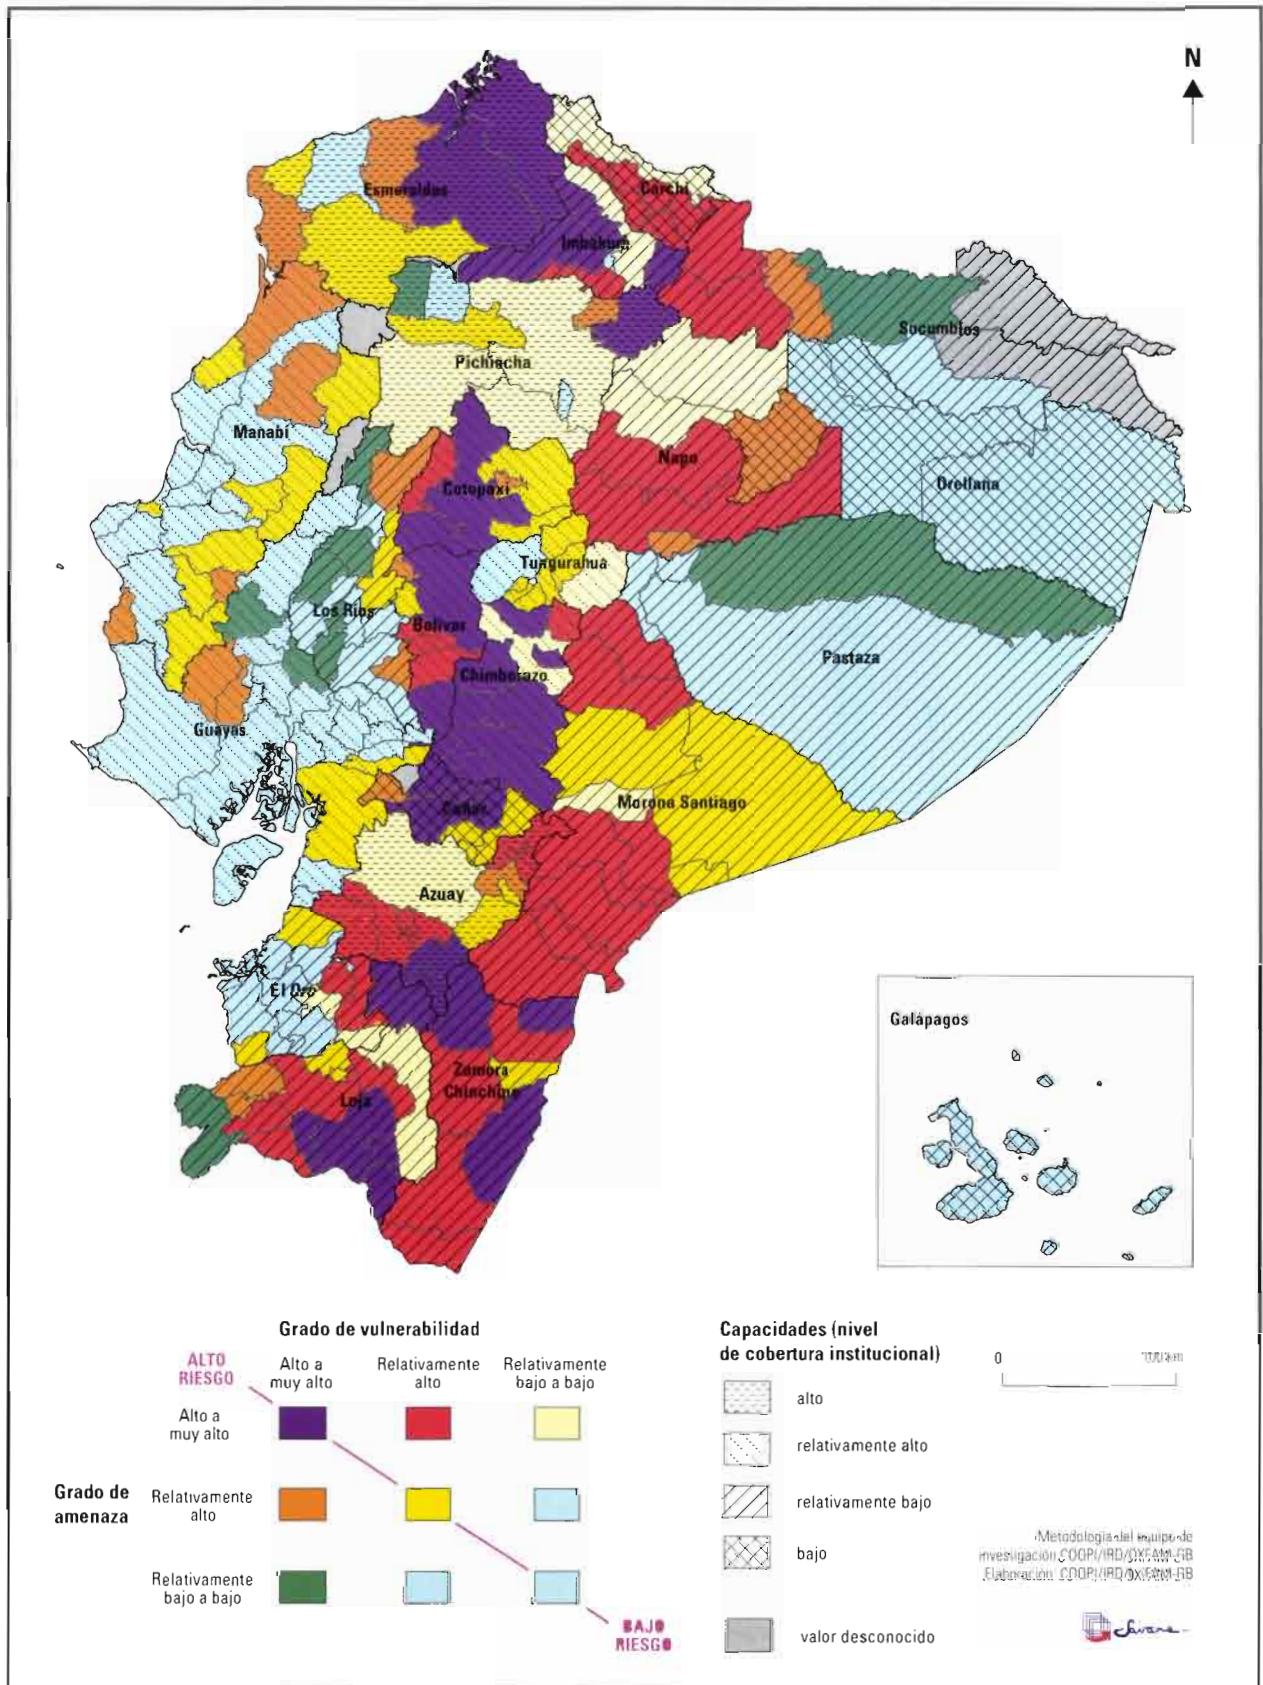 N
Esmeraldas
Carchi
Imbabura
Sucumbíos
Pichincha
Manabí
Napo
Cotopaxi
Orellana
Tungurahua
Los Ríos
Bolívar
Pastaza
Chimborazo
Guayas
Morona Santiago
Cañar
Azuay
El Oro
Galápagos
Zamora
Chinchipe
Loja
Grado de vulnerabilidad
ALTO
RIESGO
Alto a
muy alto
Relativamente
alto
Relativamente
bajo a bajo
Alto a
muy alto
Grado de
amenaza
Relativamente
alto
Relativamente
bajo a bajo
BAJO
RIESGO
Capacidades (nivel
de cobertura institucional)
alto
relativamente alto
relativamente bajo
bajo
valor desconocido
0
Metodología del equipo de
investigación COOPI/IRD/OXFAM-GB
Elaboración: COOPI/IRD/OXFAM-GB
Savane